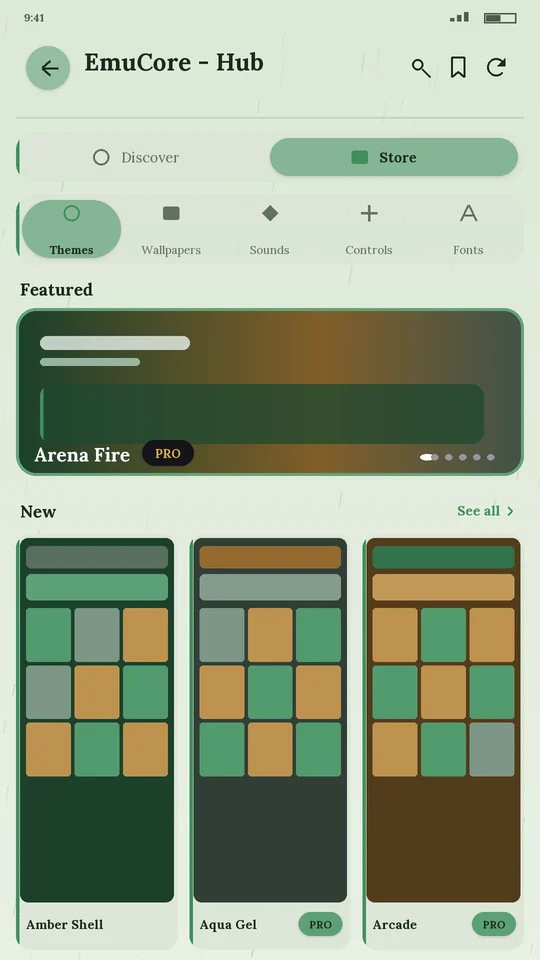 9:41
EmuCore - Hub
Discover
Store
Themes
Wallpapers
Sounds
Controls
Fonts
Featured
Arena Fire
PRO
New
See all
Amber Shell
Aqua Gel
PRO
Arcade
PRO